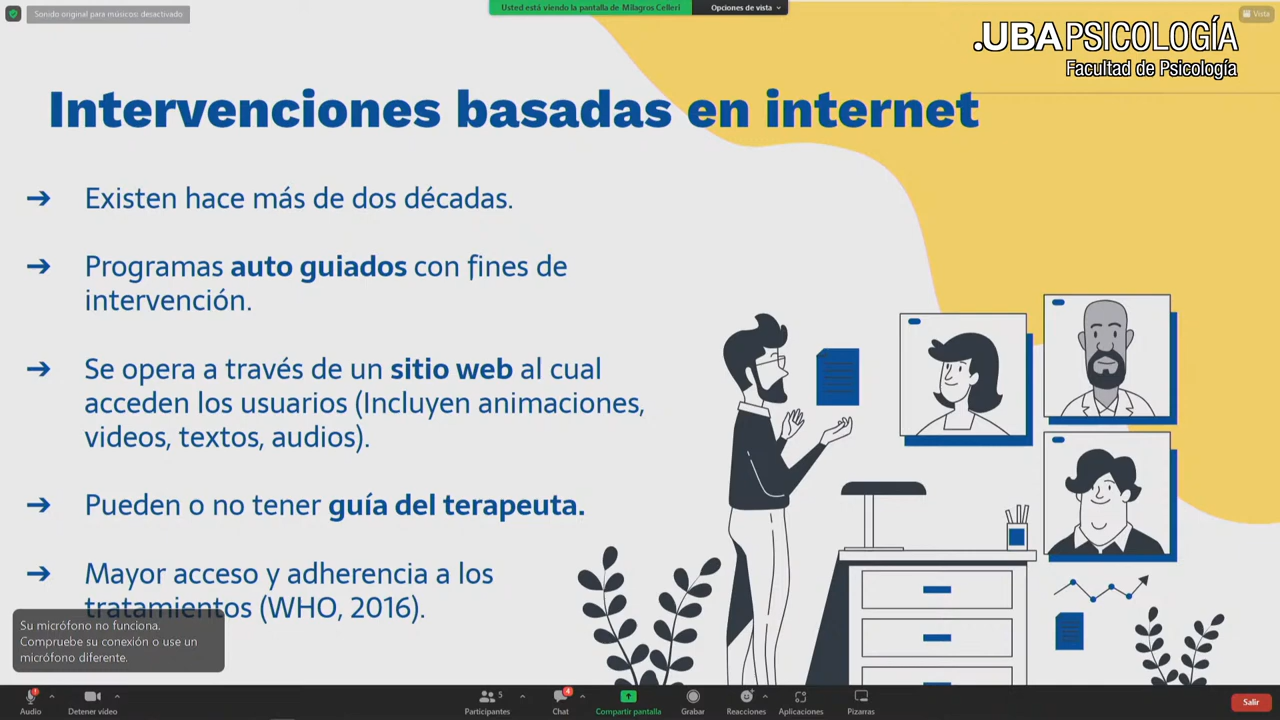 Sonido original para músicos: desactivado
Usted está viendo la pantalla de Milagros Celleri
Opciones de vista
Vista
.UBAPSICOLOGÍA
Facultad de Psicología
Intervenciones basadas en internet
➔ Existen hace más de dos décadas.
➔ Programas auto guiados con fines de
intervención.
➔ Se opera a través de un sitio web al cual
acceden los usuarios (Incluyen animaciones,
videos, textos, audios).
➔ Pueden o no tener guía del terapeuta.
➔ Mayor acceso y adherencia a los
tratamientos (WHO, 2016).
Su micrófono no funciona.
Compruebe su conexión o use un
micrófono diferente.
Audio
Detener video
Participantes
5
Chat
4
Compartir pantalla
Grabar
Reacciones
Aplicaciones
Pizarras
Salir